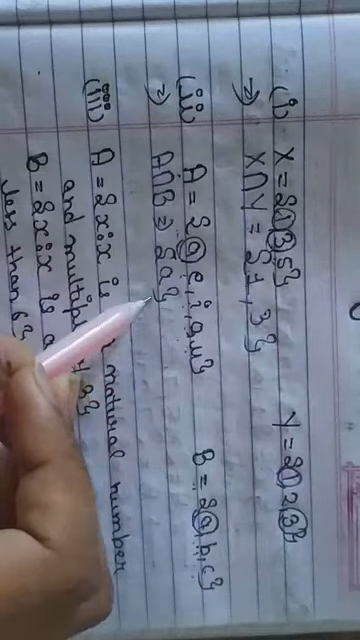 (i) X = {1, 3, 5} Y = {1, 2, 3}
⇒ X∩Y = {1, 3}
(ii) A = {a, e, i, o, u} B = {a, b, c}
⇒ A∩B = {a}
(iii) A = {x : x is natural number
and multiple
B = {x : x is a
less than 6}